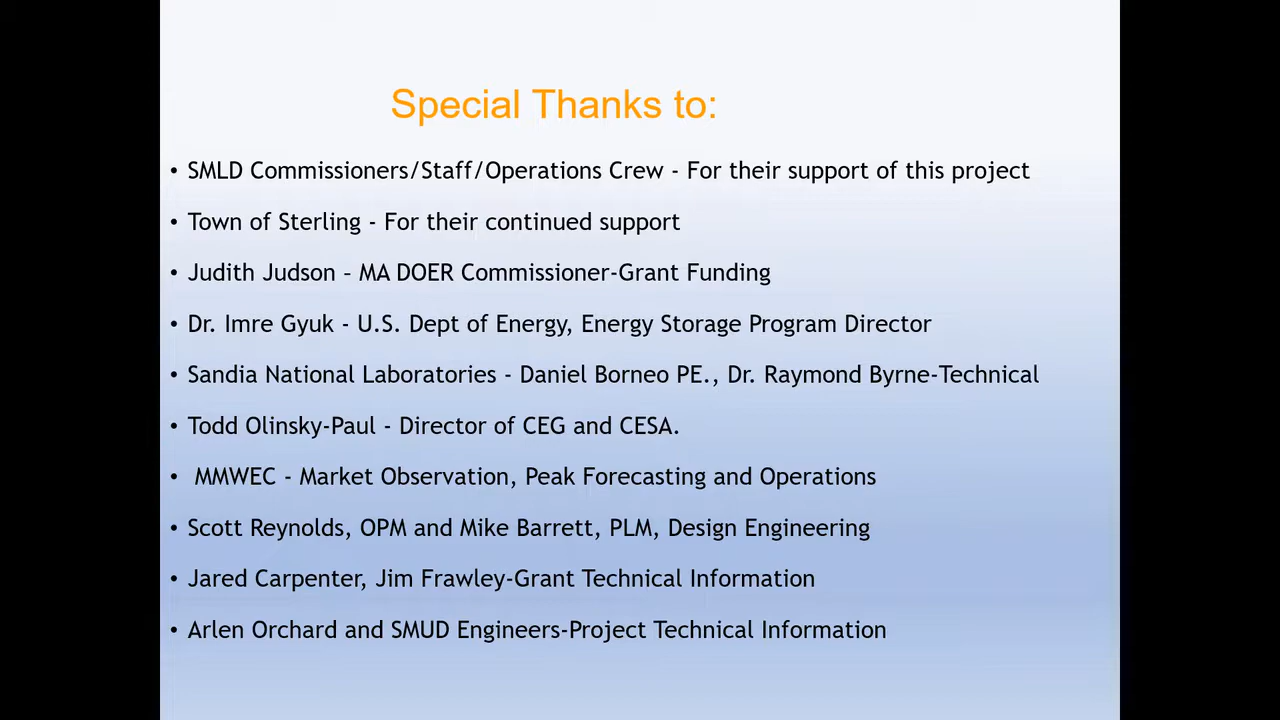 Special Thanks to:
• SMLD Commissioners/Staff/Operations Crew - For their support of this project
• Town of Sterling - For their continued support
• Judith Judson – MA DOER Commissioner-Grant Funding
• Dr. Imre Gyuk - U.S. Dept of Energy, Energy Storage Program Director
• Sandia National Laboratories - Daniel Borneo PE., Dr. Raymond Byrne-Technical
• Todd Olinsky-Paul - Director of CEG and CESA.
• MMWEC - Market Observation, Peak Forecasting and Operations
• Scott Reynolds, OPM and Mike Barrett, PLM, Design Engineering
• Jared Carpenter, Jim Frawley-Grant Technical Information
• Arlen Orchard and SMUD Engineers-Project Technical Information